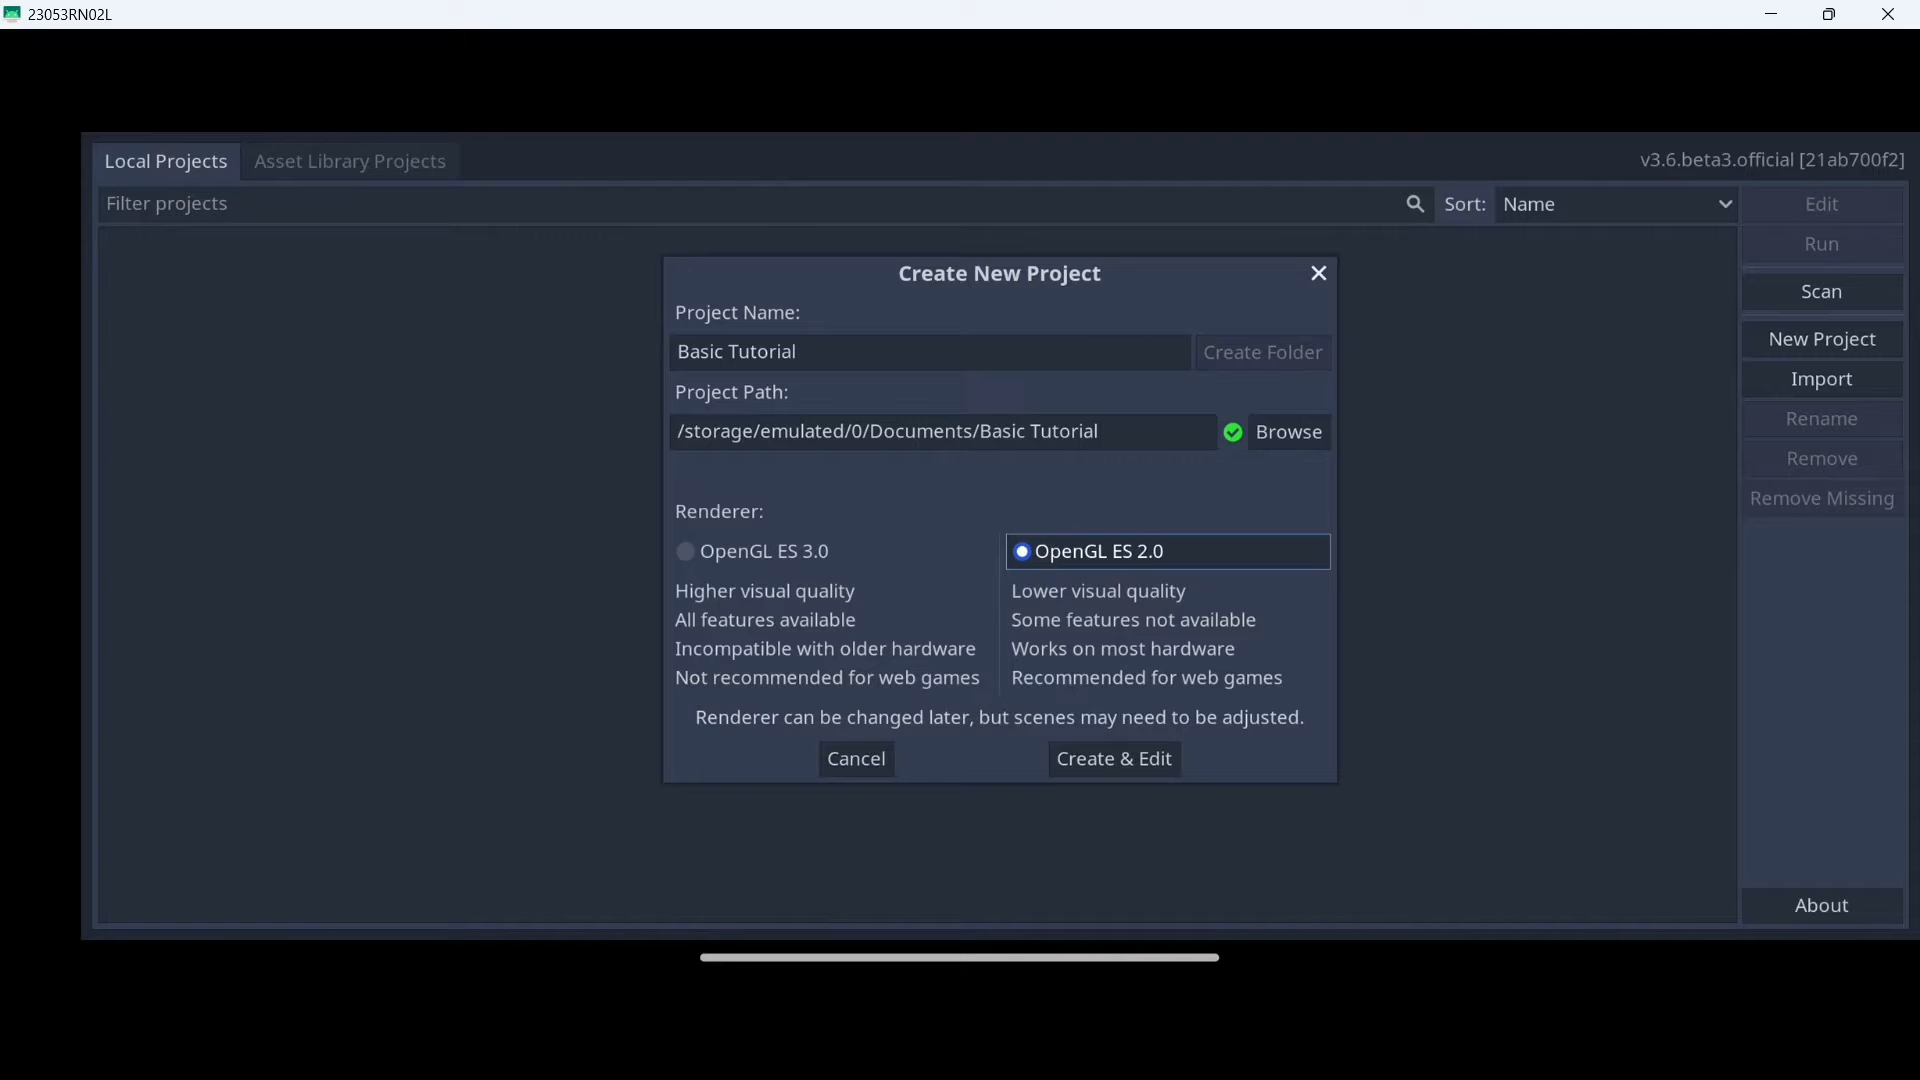 23053RN02L
Local Projects
Asset Library Projects
v3.6.beta3.official [21ab700f2]
Filter projects
Sort:
Name
Edit
Run
Scan
New Project
Import
Rename
Remove
Remove Missing
About
Create New Project
Project Name:
Basic Tutorial
Create Folder
Project Path:
/storage/emulated/0/Documents/Basic Tutorial
Browse
Renderer:
OpenGL ES 3.0
Higher visual quality
All features available
Incompatible with older hardware
Not recommended for web games
OpenGL ES 2.0
Lower visual quality
Some features not available
Works on most hardware
Recommended for web games
Renderer can be changed later, but scenes may need to be adjusted.
Cancel
Create & Edit